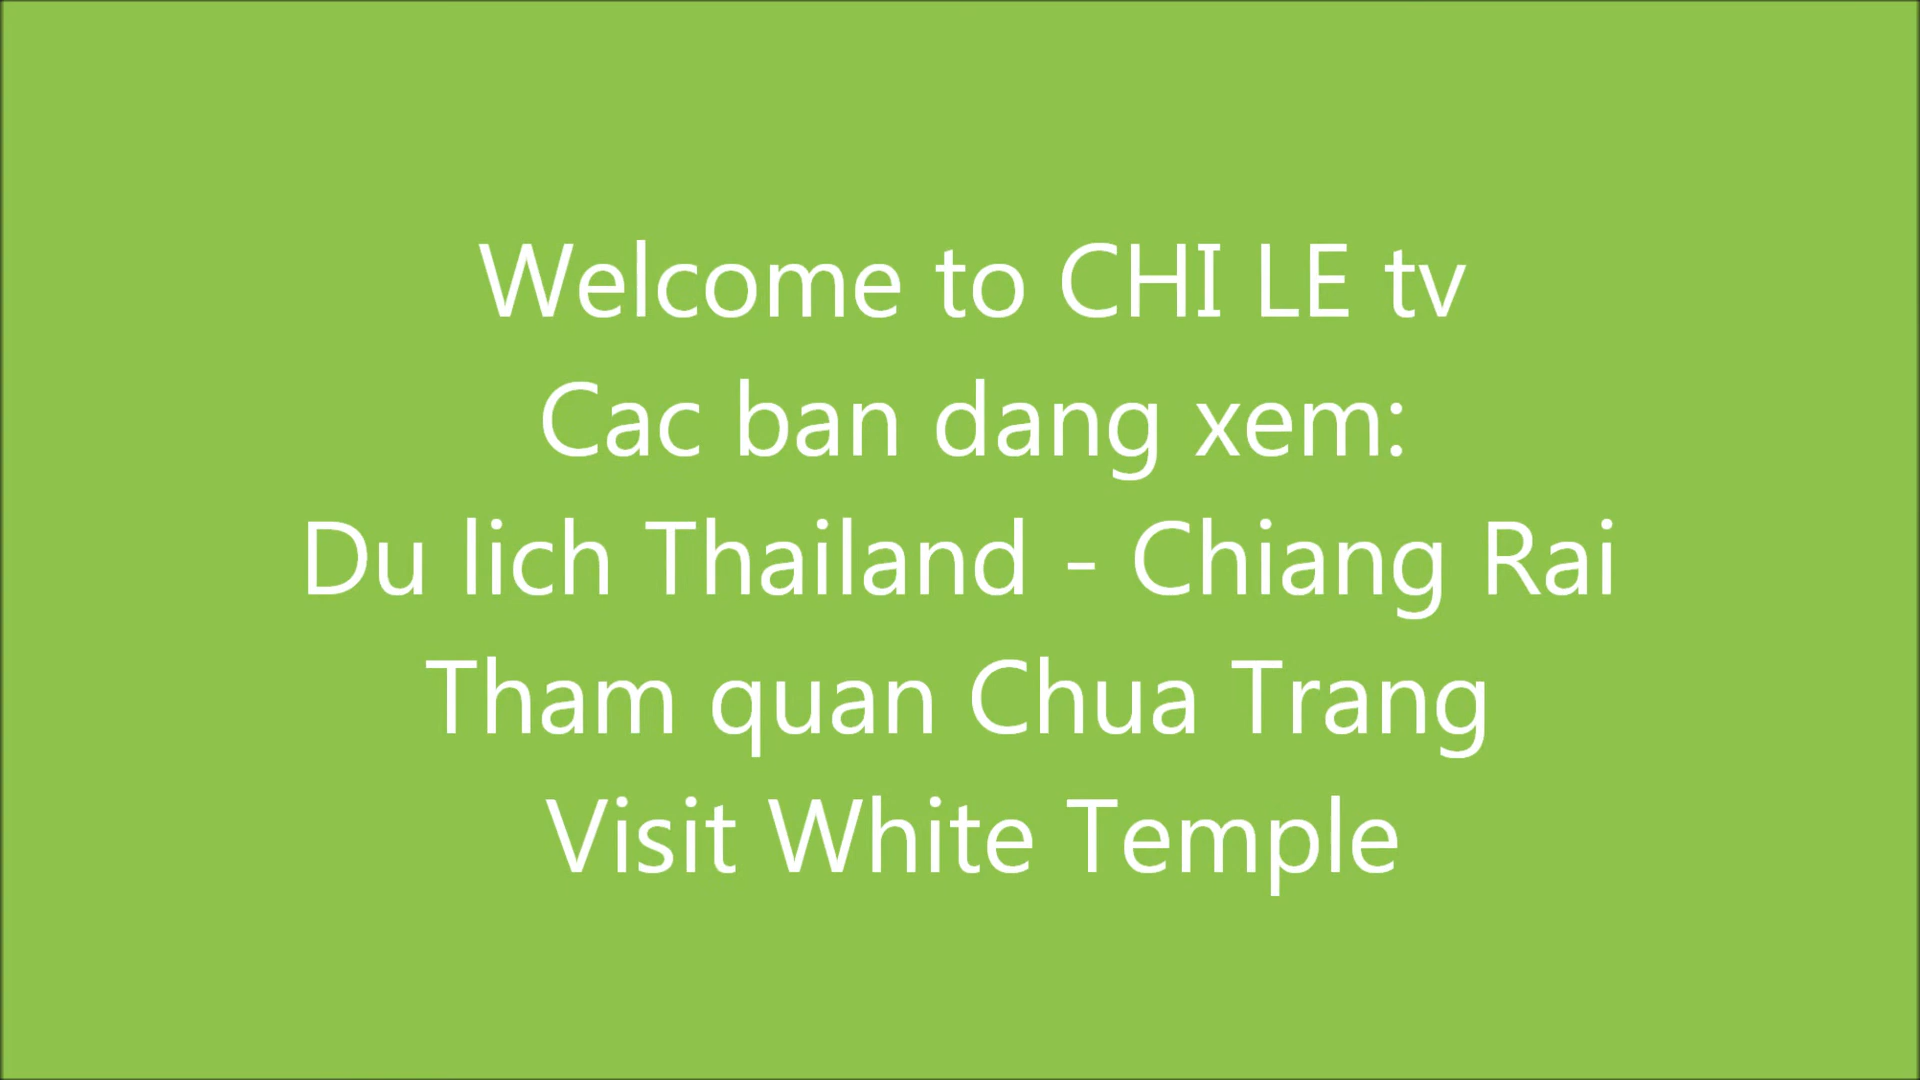 Welcome to CHI LE tv
Cac ban dang xem:
Du lich Thailand - Chiang Rai
Tham quan Chua Trang
Visit White Temple